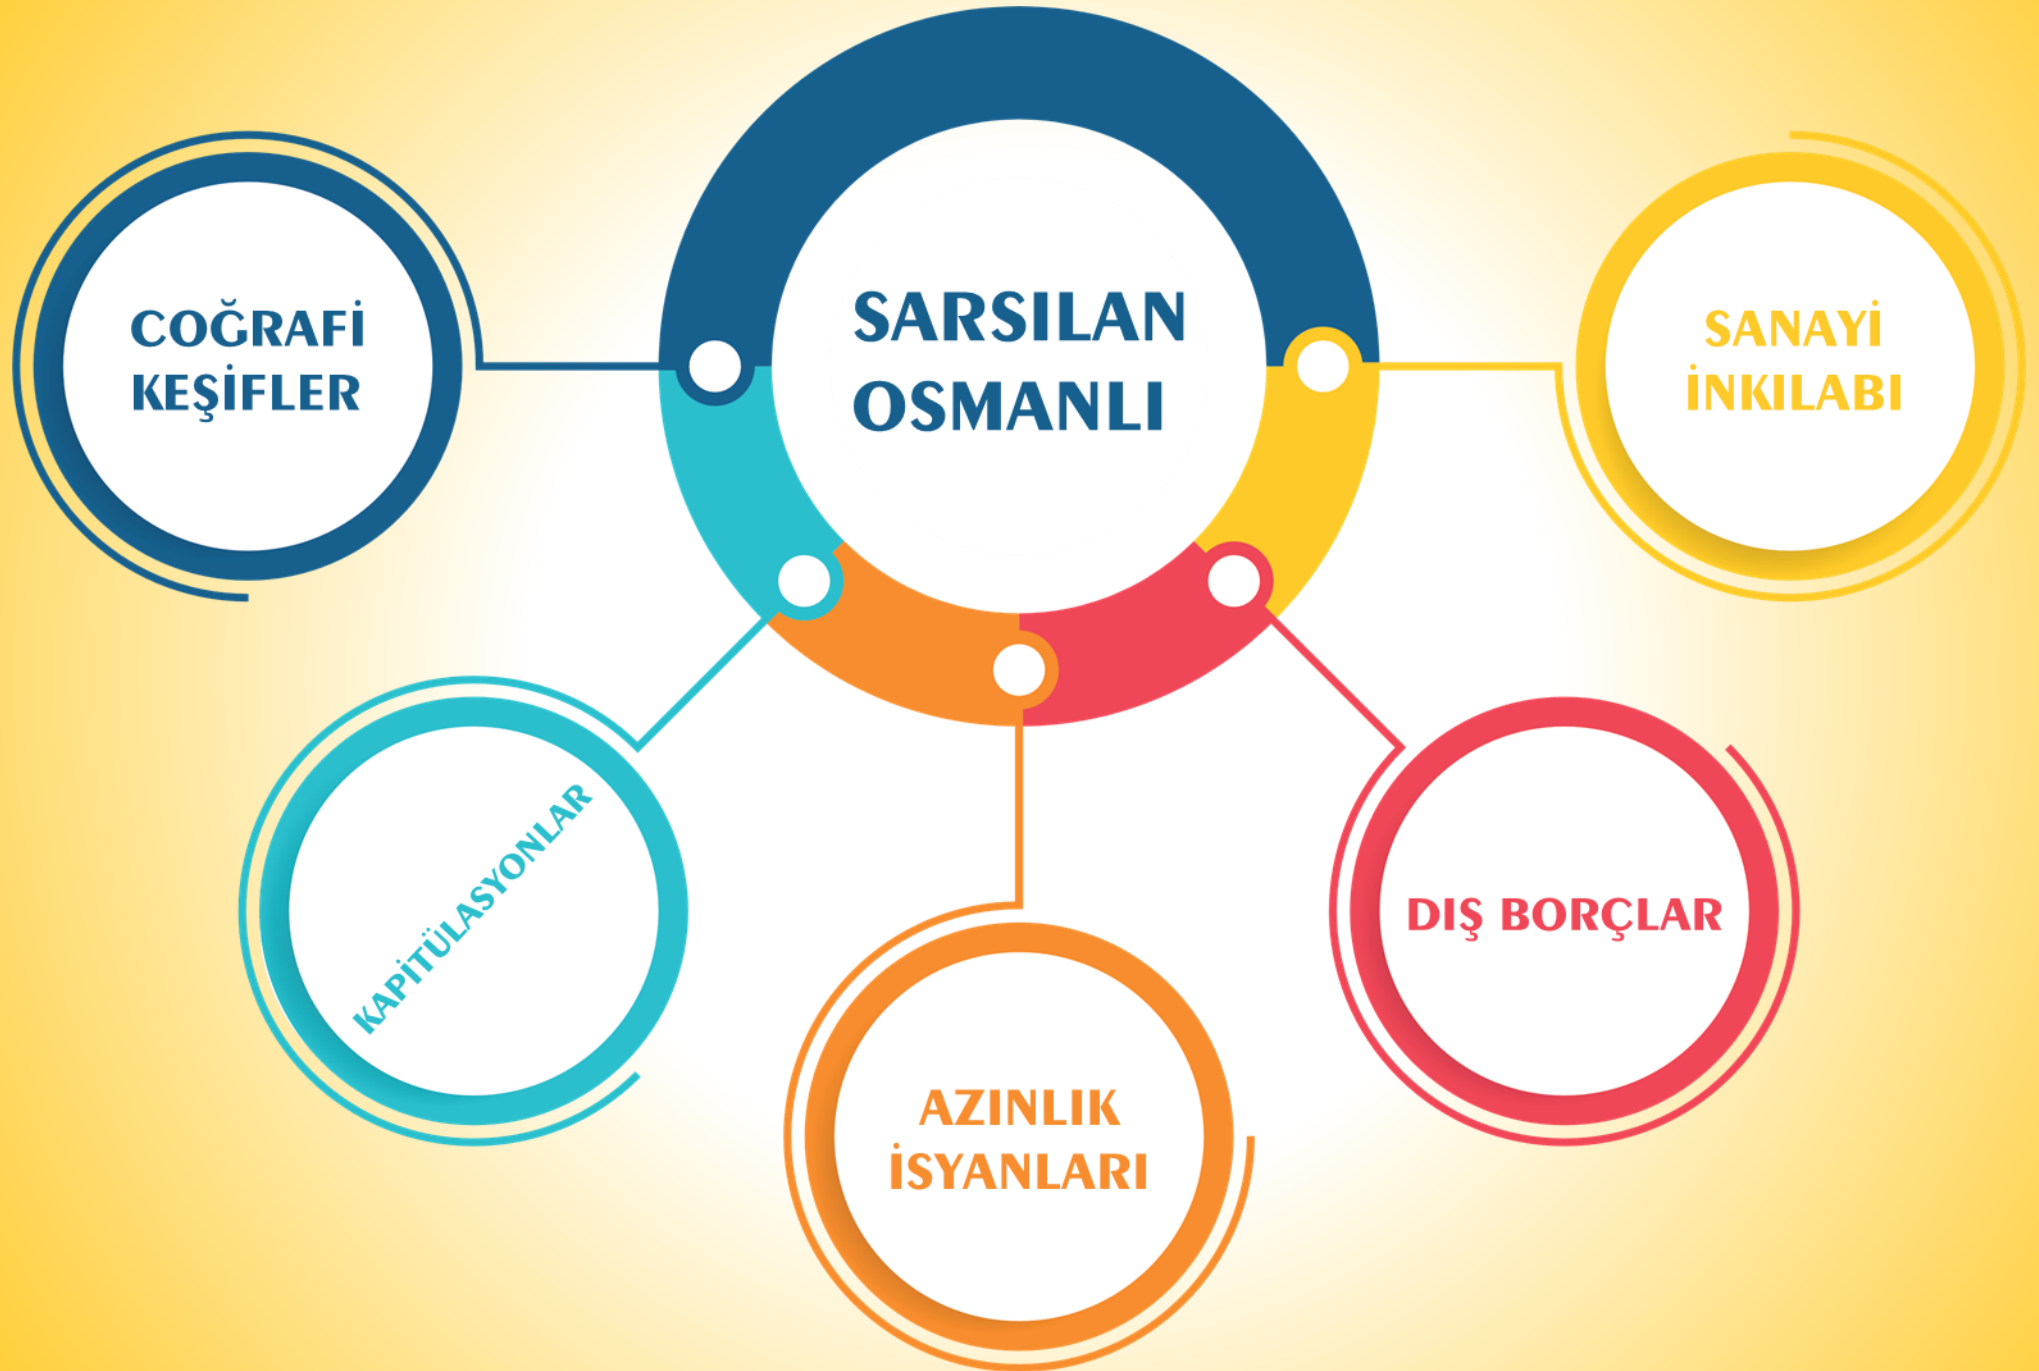 SARSILAN
OSMANLI
COĞRAFİ
KEŞİFLER
KAPİTÜLASYONLAR
AZINLIK
İSYANLARI
DIŞ BORÇLAR
SANAYİ
İNKILABI